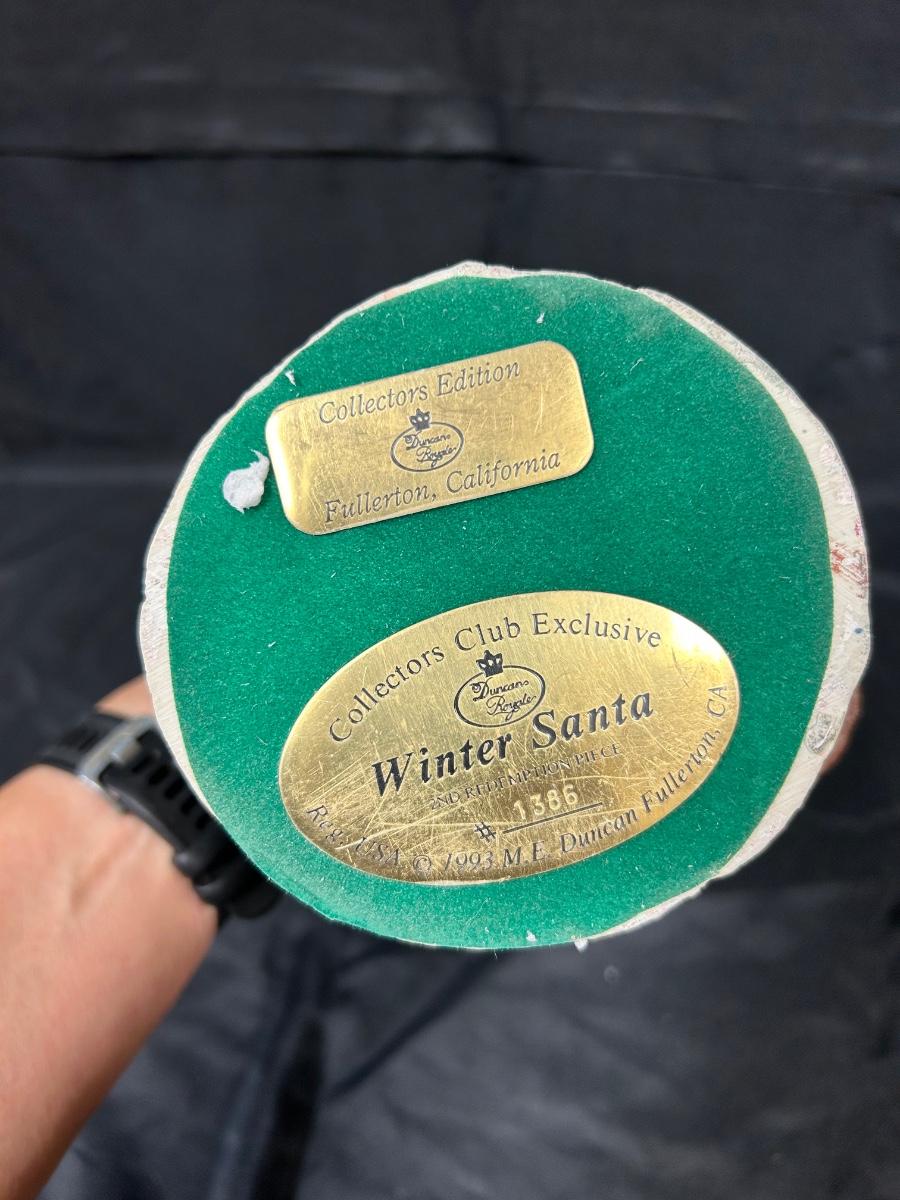 Collectors Edition
Duncan
Royale
Fullerton, California
Collectors Club Exclusive
Duncan
Royale
Winter Santa
2ND REDEMPTION PIECE
# 1386
Reg. USA © 1993 M.E. Duncan Fullerton, CA